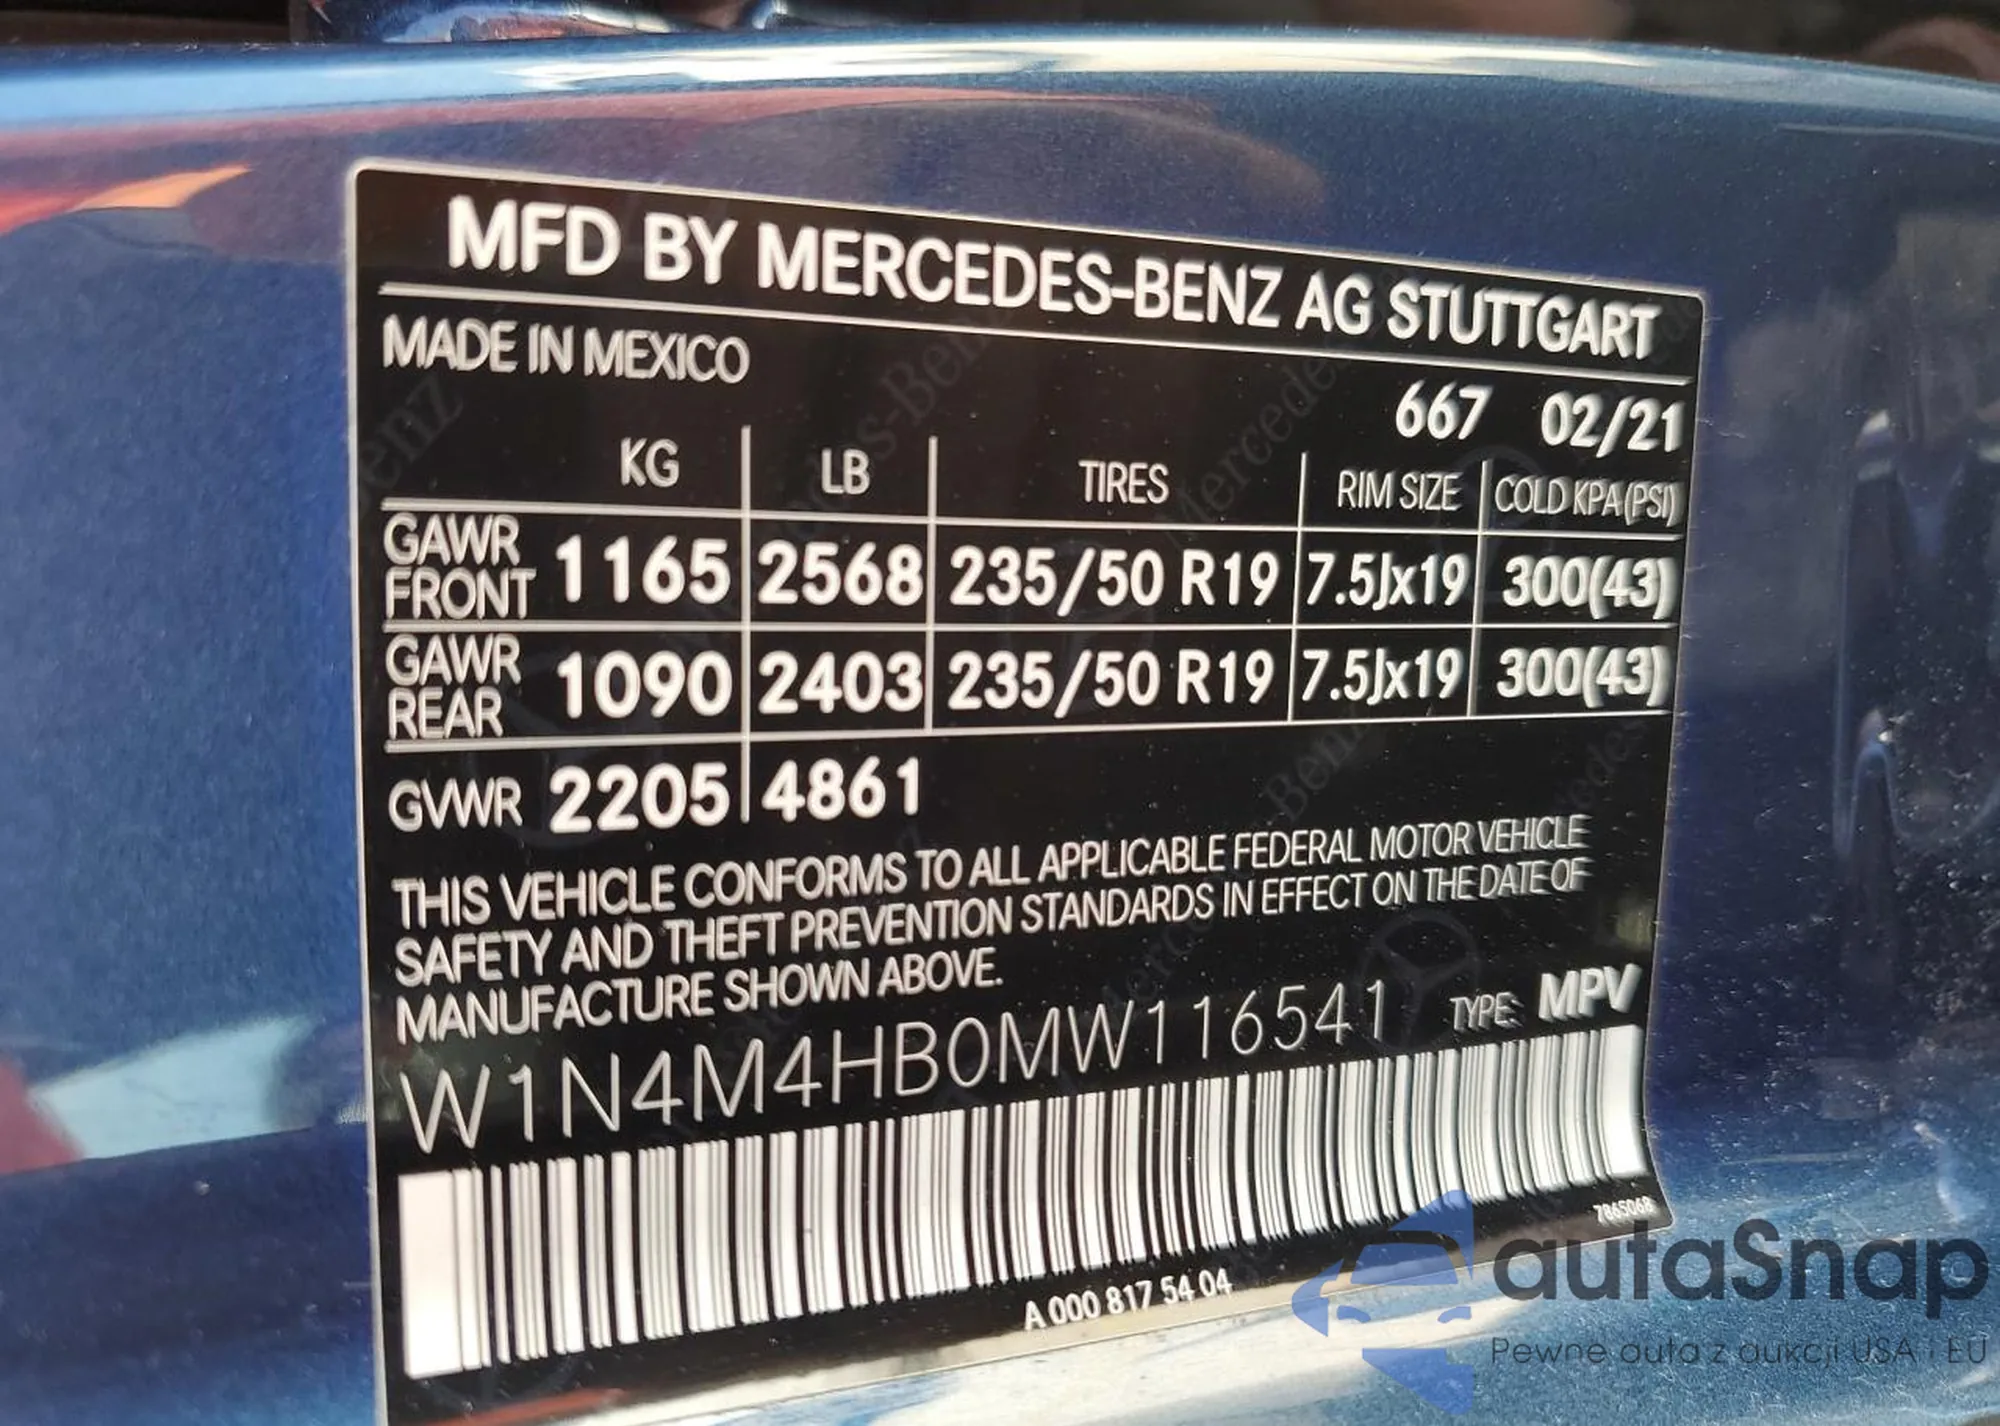 MFD BY MERCEDES-BENZ AG STUTTGART
MADE IN MEXICO
667 02/21
KG LB TIRES RIM SIZE COLD KPA(PSI)
GAWR FRONT 1165 2568 235/50 R19 7.5Jx19 300(43)
GAWR REAR 1090 2403 235/50 R19 7.5Jx19 300(43)
GVWR 2205 4861
THIS VEHICLE CONFORMS TO ALL APPLICABLE FEDERAL MOTOR VEHICLE
SAFETY AND THEFT PREVENTION STANDARDS IN EFFECT ON THE DATE OF
MANUFACTURE SHOWN ABOVE.
W1N4M4HB0MW116541 TYPE: MPV
7865068
A 000 817 54 04
autaSnap
Pewne auta z aukcji USA i EU